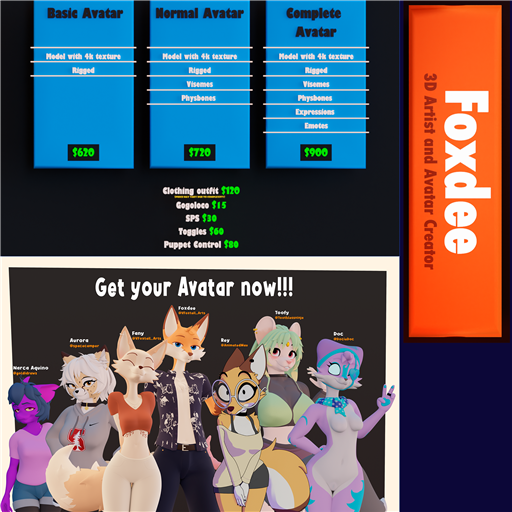 Basic Avatar
Model with 4k texture
Rigged
$620
Normal Avatar
Model with 4k texture
Rigged
Visemes
Physbones
$720
Complete
Avatar
Model with 4k texture
Rigged
Visemes
Physbones
Expressions
Emotes
$900
Clothing outfit $120
Gogoloco $15
SPS $30
Toggles $60
Puppet Control $80
Foxdee
3D Artist and Avatar Creator
Get your Avatar now!!!
Nerea Aquino
Aurora
Feny
Foxdee
Roy
Toofy
Doc